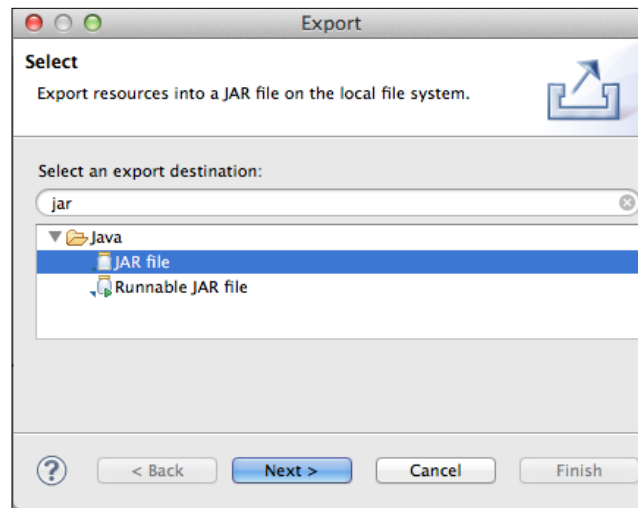 Export
Select
Export resources into a JAR file on the local file system.
Select an export destination:
jar
Java
JAR file
Runnable JAR file
? < Back Next > Cancel Finish